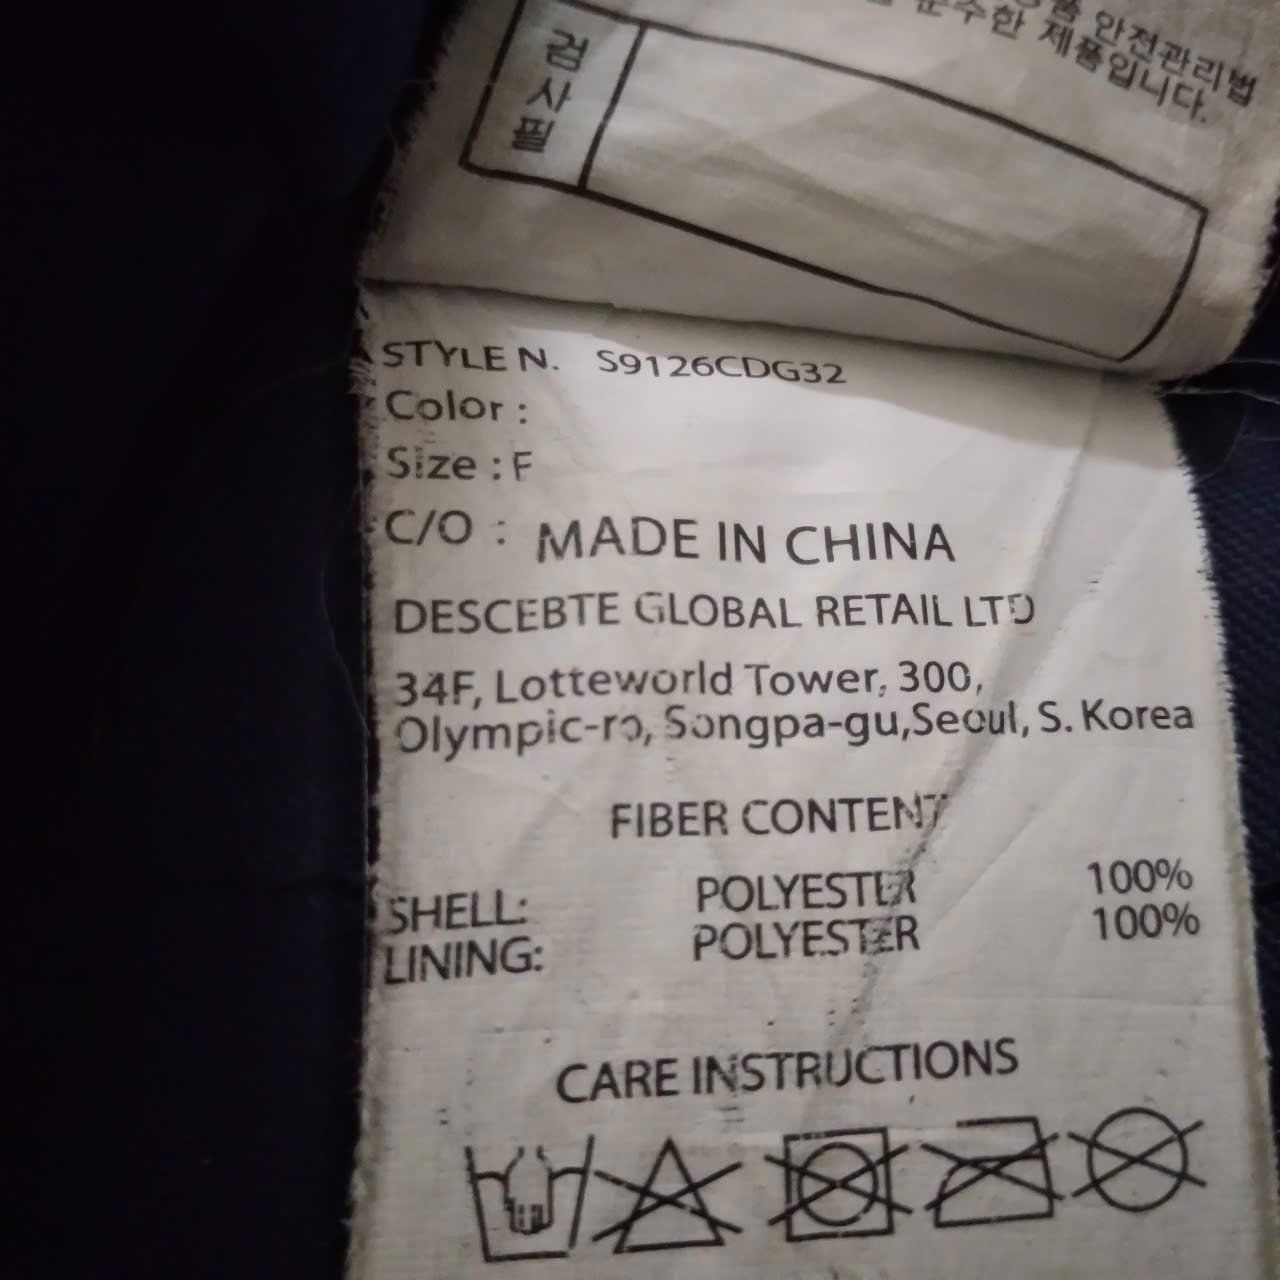 안전관리법
준수한 제품입니다.
검사필
STYLE N. S9126CDG32
Color :
Size : F
C/O : MADE IN CHINA
DESCEBTE GLOBAL RETAIL LTD
34F, Lotteworld Tower, 300,
Olympic-ro, Songpa-gu,Seoul, S. Korea
FIBER CONTENT
SHELL: POLYESTER 100%
LINING: POLYESTER 100%
CARE INSTRUCTIONS